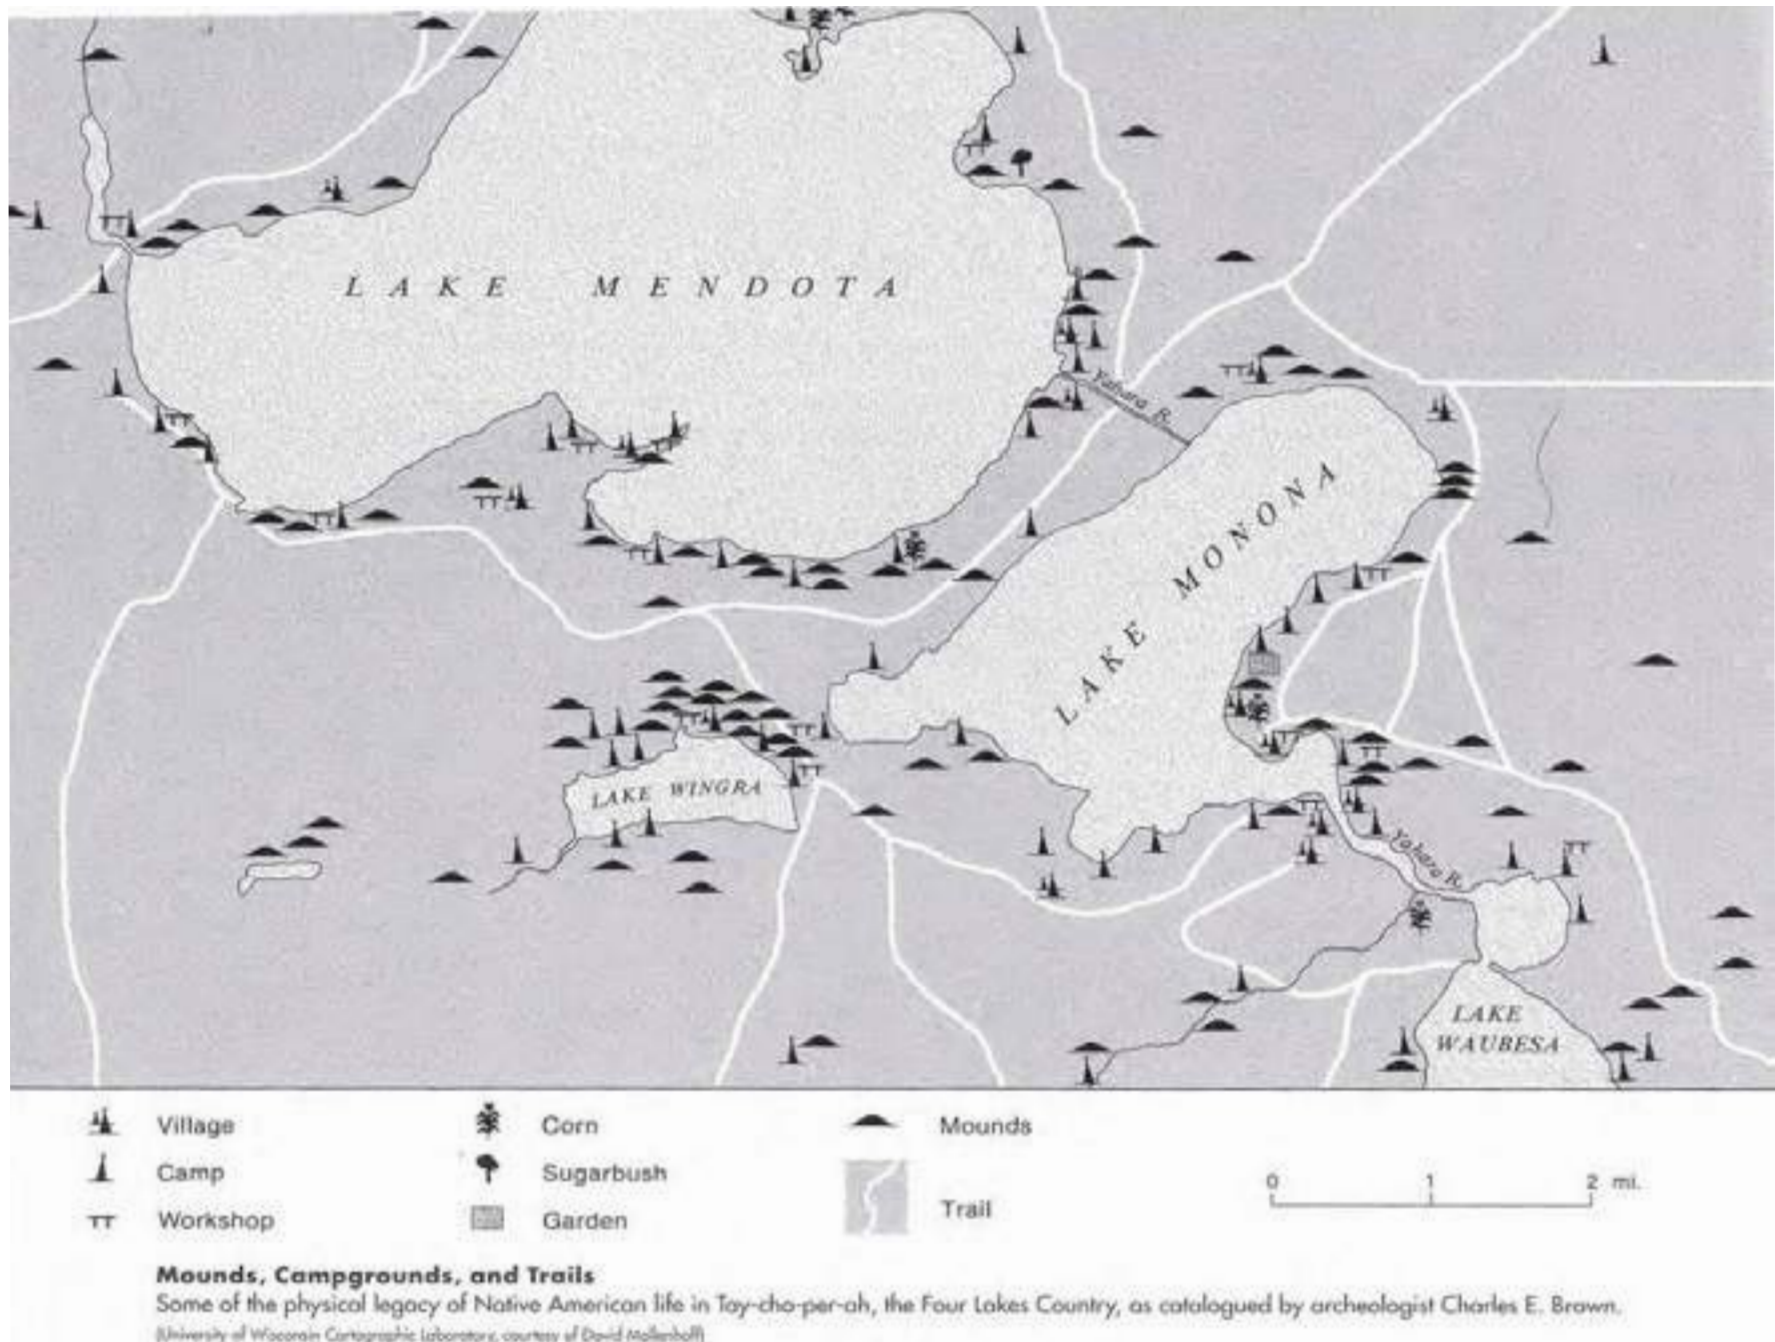 LAKE MENDOTA
Yahara R.
LAKE MONONA
LAKE WINGRA
Yahara R.
LAKE
WAUBESA
Village
Corn
Mounds
Camp
Sugarbush
0 1 2 mi.
Workshop
Garden
Trail
Mounds, Campgrounds, and Trails
Some of the physical legacy of Native American life in Tay-cho-per-ah, the Four Lakes Country, as catalogued by archeologist Charles E. Brown.
(University of Wisconsin Cartographic Laboratory, courtesy of David Mollenhoff)